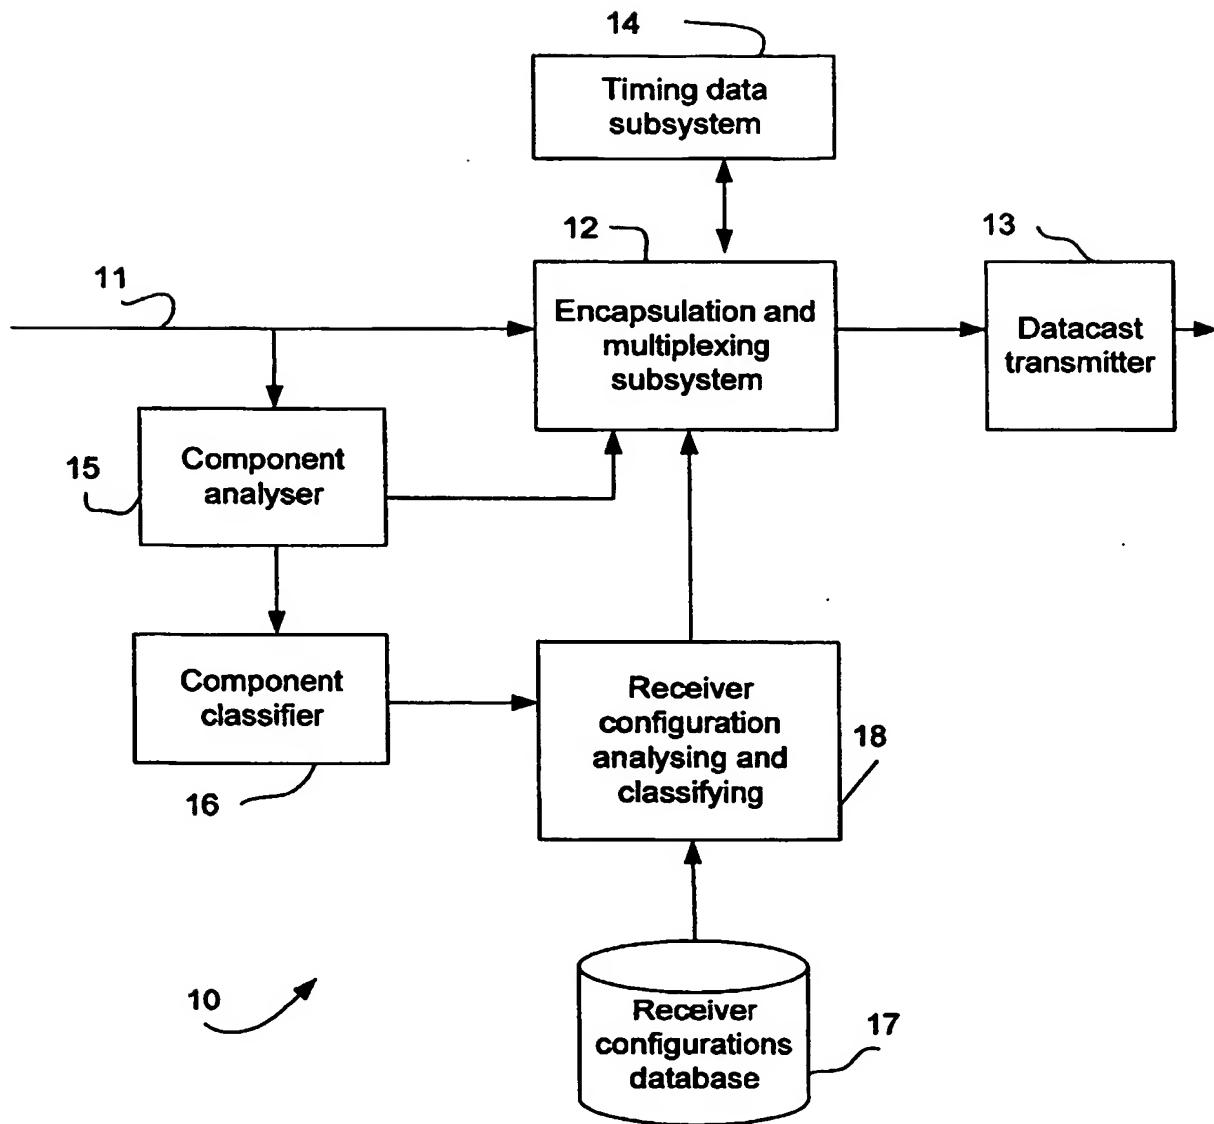 14
Timing data
subsystem
12
13
11
Encapsulation and
multiplexing
subsystem
Datacast
transmitter
15
Component
analyser
Component
classifier
16
Receiver
configuration
analysing and
classifying
18
10
Receiver
configurations
database
17